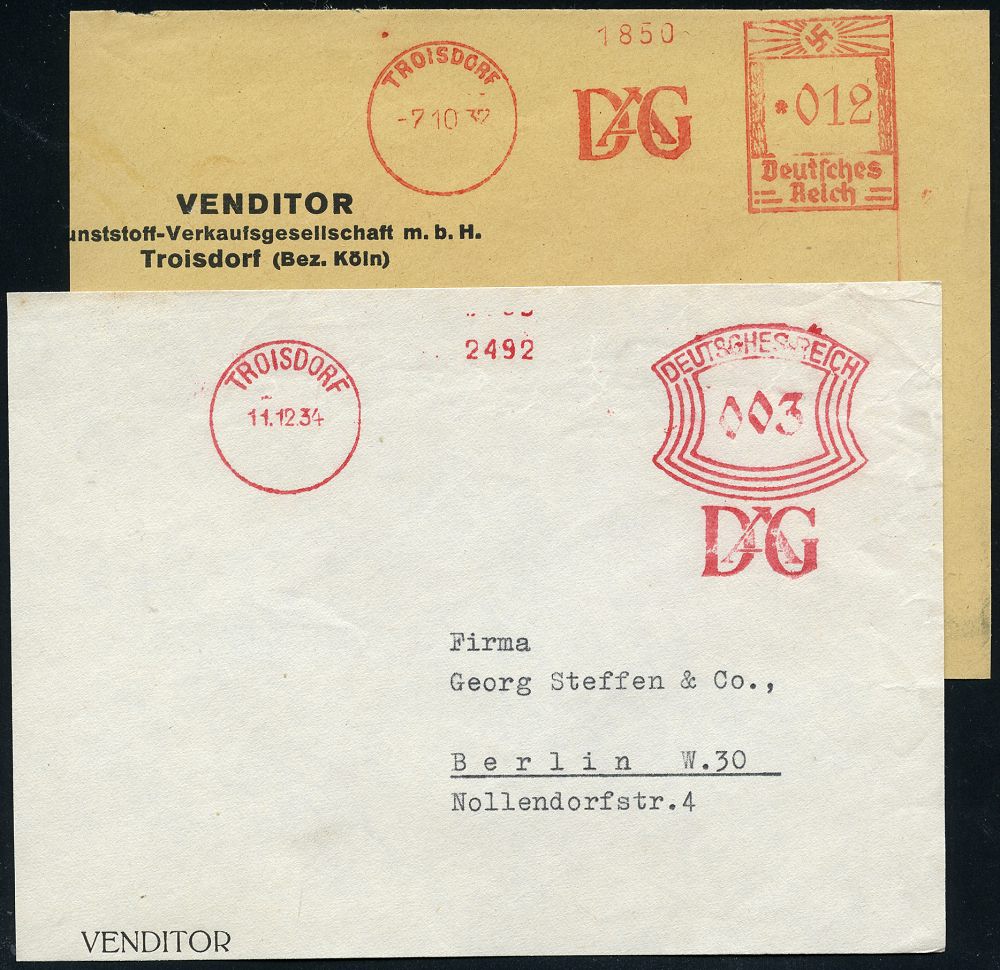 1850
TROISDORF
-7.10.32
DAG
*012
Deutsches
Reich
VENDITOR
unststoff-Verkaufsgesellschaft m. b. H.
Troisdorf (Bez. Köln)
2492
TROISDORF
11.12.34
DEUTSCHES REICH
003
DAG
Firma
Georg Steffen & Co.,
Berlin W.30
Nollendorfstr.4
VENDITOR